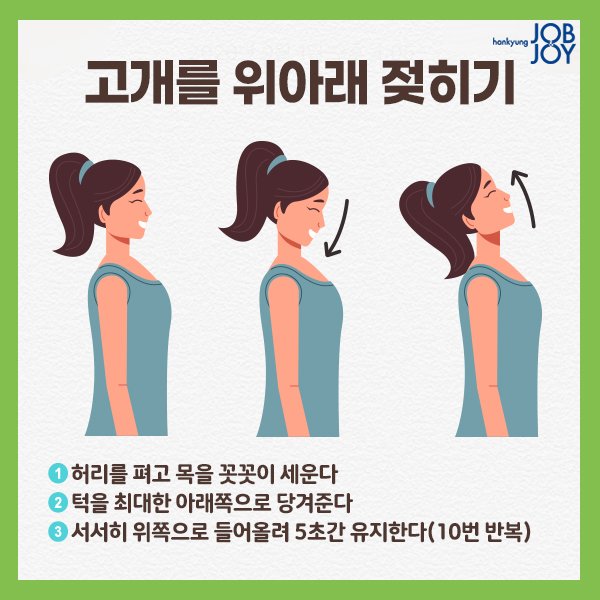 hankyung JOB JOY
고개를 위아래 젖히기
1 허리를 펴고 목을 꼿꼿이 세운다
2 턱을 최대한 아래쪽으로 당겨준다
3 서서히 위쪽으로 들어올려 5초간 유지한다(10번 반복)